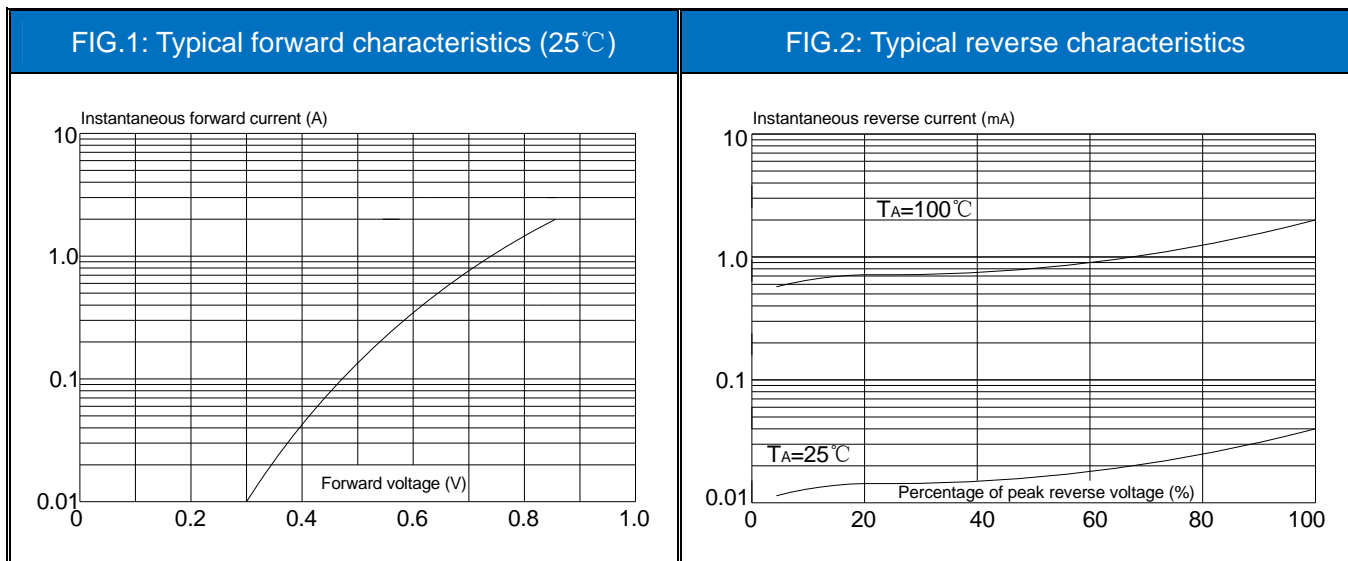 FIG.1: Typical forward characteristics (25℃)
Instantaneous forward current (A)
10
1.0
0.1
0.01
Forward voltage (V)
0 0.2 0.4 0.6 0.8 1.0
FIG.2: Typical reverse characteristics
Instantaneous reverse current (mA)
10
TA=100℃
1.0
0.1
TA=25℃
0.01
Percentage of peak reverse voltage (%)
0 20 40 60 80 100